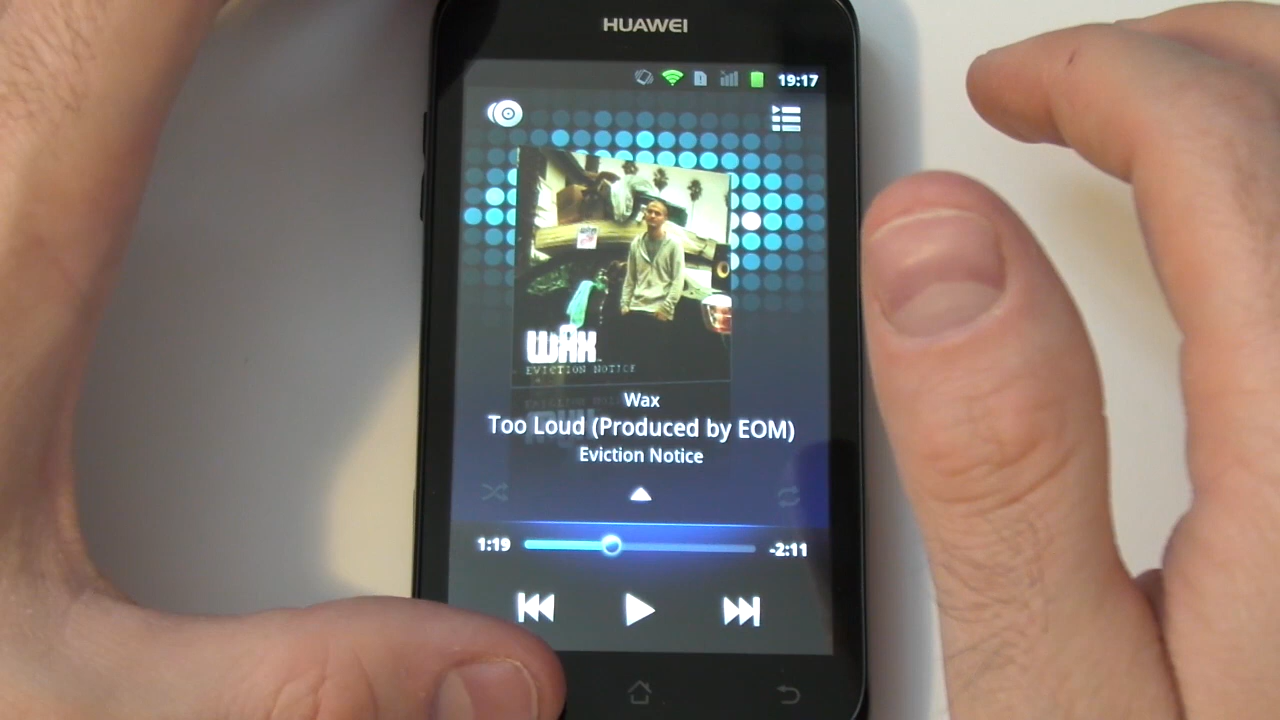 HUAWEI
19:17
WAX
EVICTION NOTICE
Wax
Too Loud (Produced by EOM)
Eviction Notice
1:19
-2:11